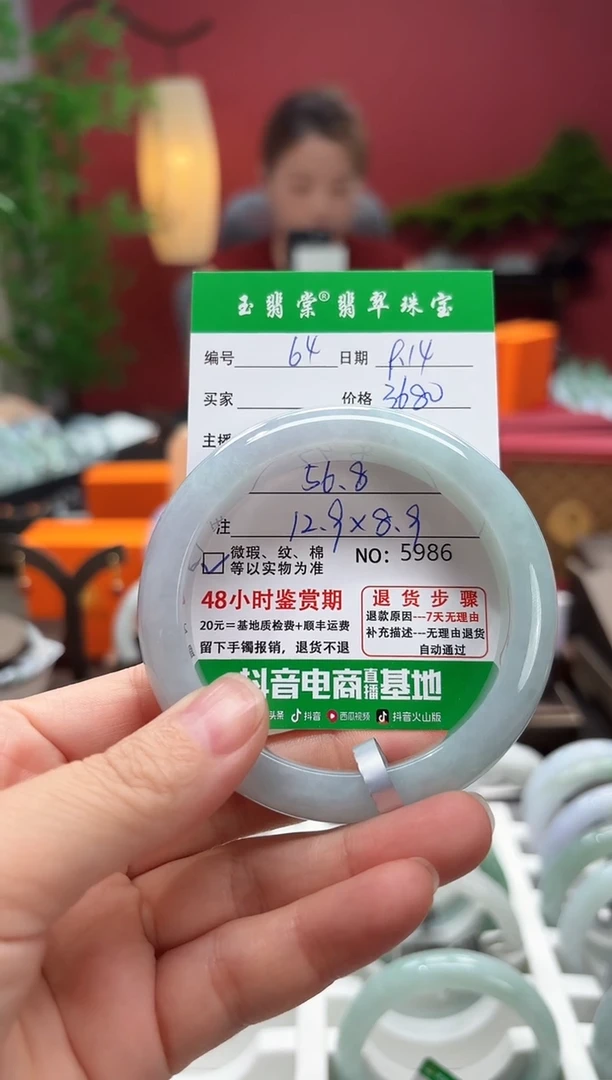 玉翡棠® 翡翠珠宝
编号 64 日期 R14
买家 价格 3680
主播
56.8
注 12.9×8.9
微瑕、纹、棉
等以实物为准
NO: 5986
48小时鉴赏期
20元=基地质检费+顺丰运费
留下手镯报销，退货不退
退货步骤
退款原因---7天无理由
补充描述---无理由退货
自动通过
抖音电商直播基地
头条 抖音 西瓜视频 抖音火山版